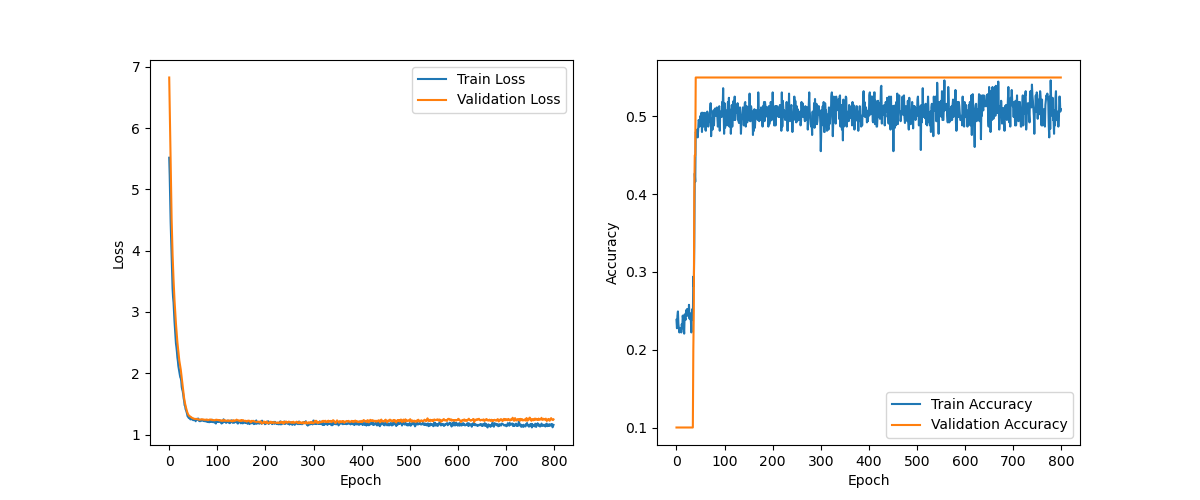 7
6
5
4
3
2
1
Loss
0 100 200 300 400 500 600 700 800
Epoch
Train Loss
Validation Loss
0.5
0.4
0.3
0.2
0.1
Accuracy
0 100 200 300 400 500 600 700 800
Epoch
Train Accuracy
Validation Accuracy